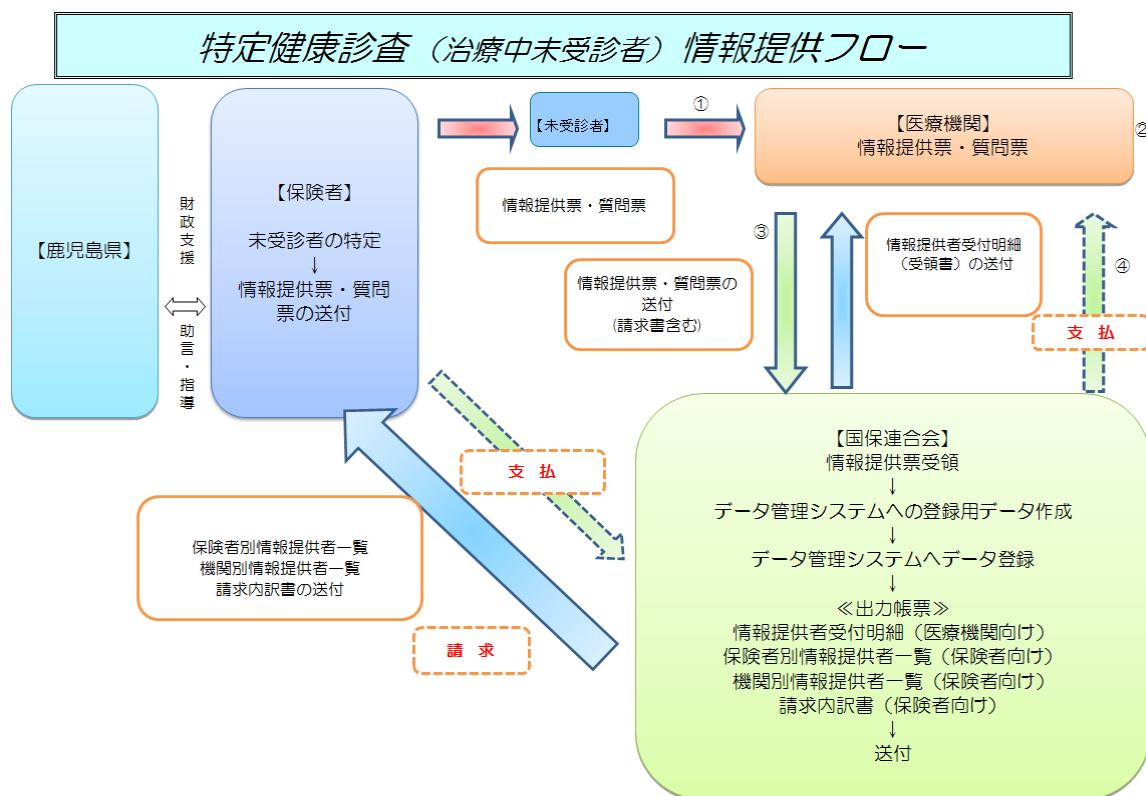 特定健康診査（治療中未受診者）情報提供フロー
【鹿児島県】
財政支援
助言・指導
【保険者】
未受診者の特定
↓
情報提供票・質問
票の送付
【未受診者】
①
情報提供票・質問票
【医療機関】
情報提供票・質問票
②
③
情報提供票・質問票の
送付
(請求書含む)
情報提供者受付明細
（受領書）の送付
④
支 払
支 払
保険者別情報提供者一覧
機関別情報提供者一覧
請求内訳書の送付
請 求
【国保連合会】
情報提供票受領
↓
データ管理システムへの登録用データ作成
↓
データ管理システムへデータ登録
↓
≪出力帳票≫
情報提供者受付明細（医療機関向け）
保険者別情報提供者一覧（保険者向け）
機関別情報提供者一覧（保険者向け）
請求内訳書（保険者向け）
↓
送付